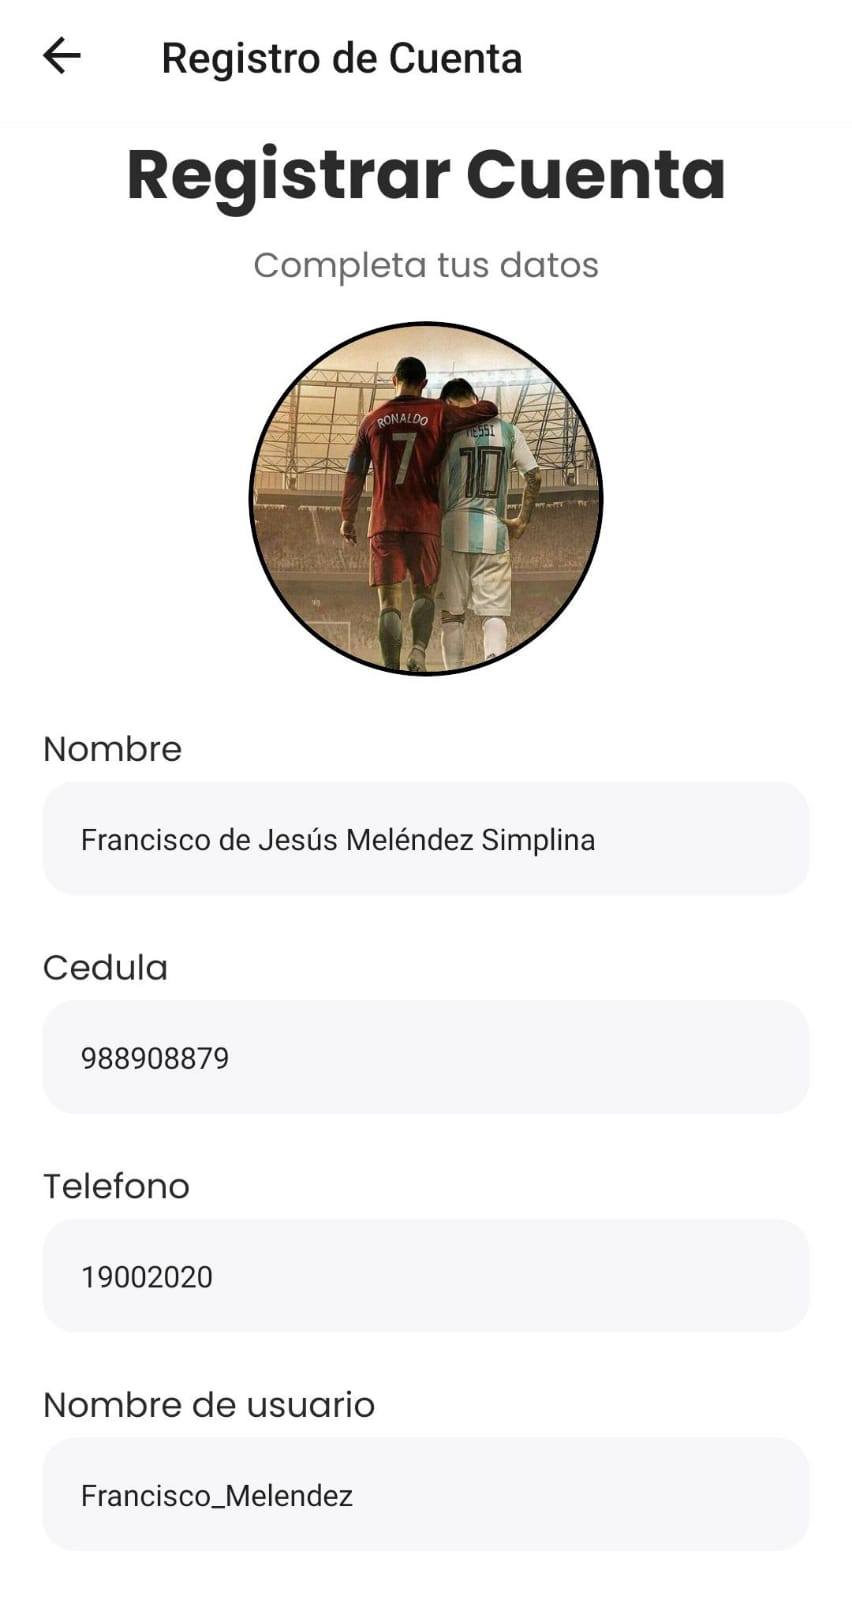 Registro de Cuenta
Registrar Cuenta
Completa tus datos
RONALDO
7
MESSI
10
Nombre
Francisco de Jesús Meléndez Simplina
Cedula
988908879
Telefono
19002020
Nombre de usuario
Francisco_Melendez